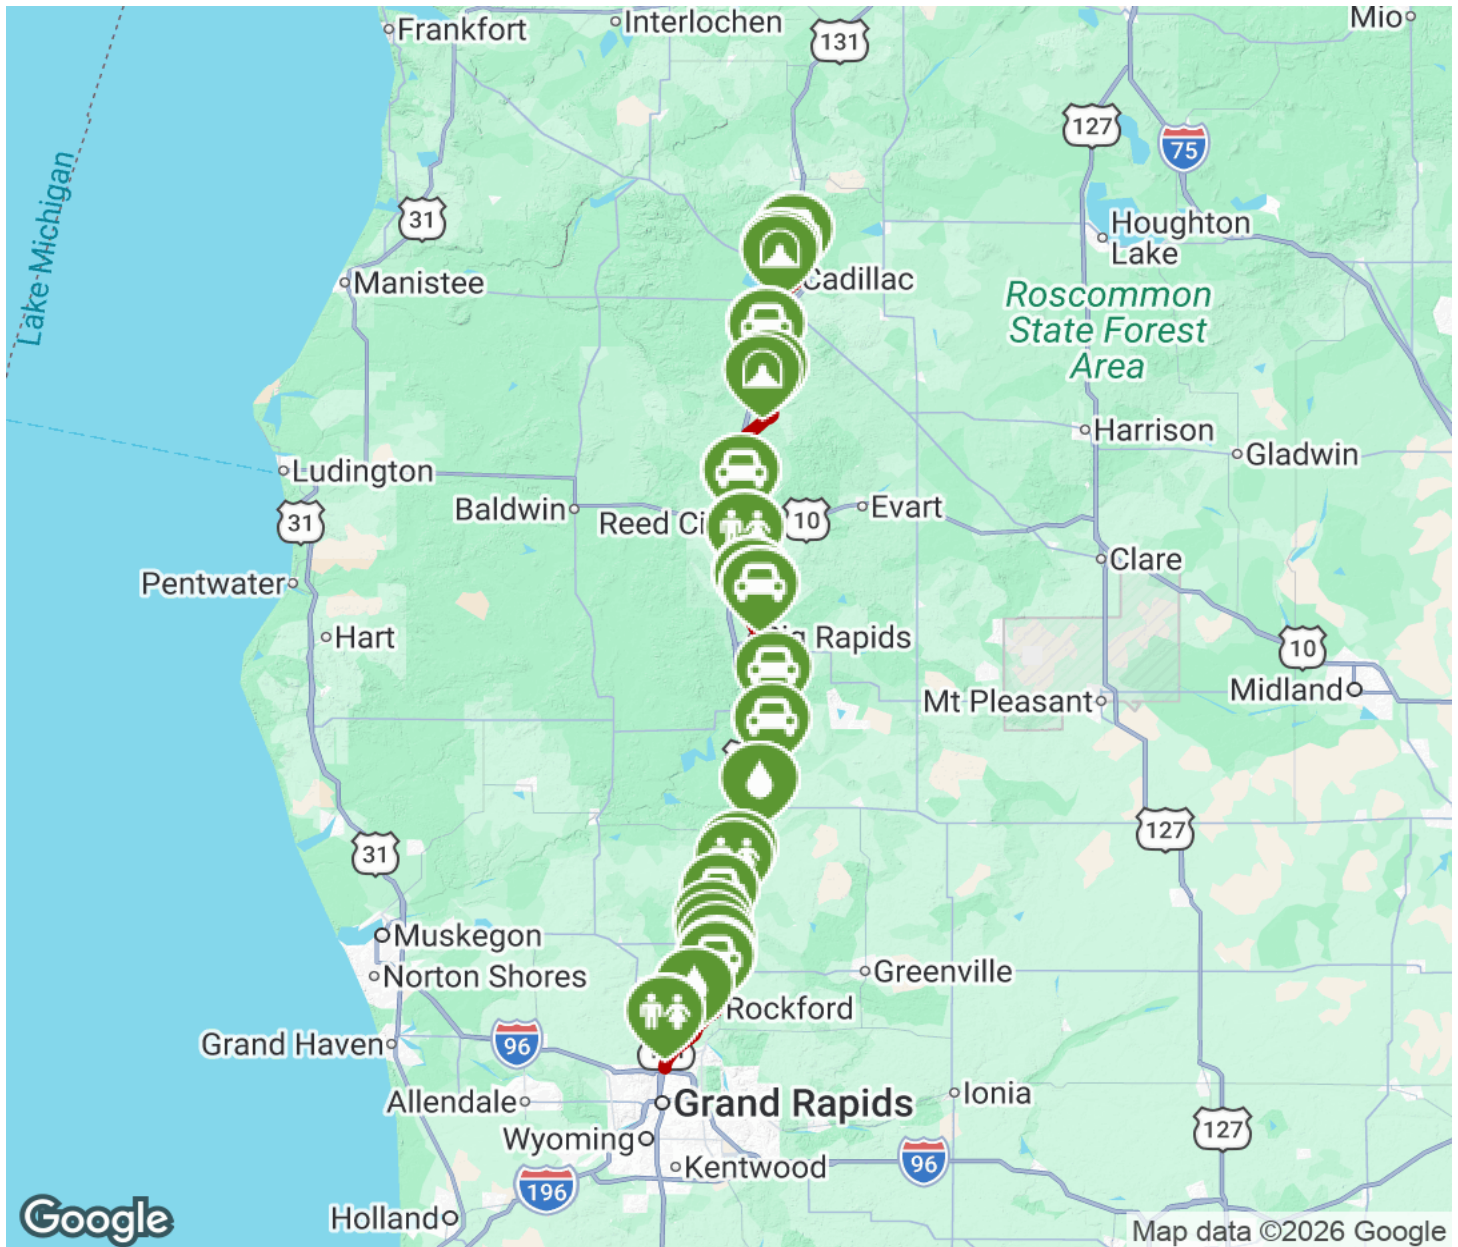 Frankfort
Interlochen
131
Mio
127
75
Lake Michigan
31
Houghton
Lake
Manistee
Cadillac
Roscommon
State Forest
Area
Harrison
Gladwin
Ludington
Baldwin
Reed Ci
10
Evart
31
Clare
Pentwater
Hart
Big Rapids
10
Midland
Mt Pleasant
127
31
Muskegon
Norton Shores
Greenville
Rockford
Grand Haven
96
Allendale
Grand Rapids
Ionia
Wyoming
127
Kentwood
96
196
Holland
Google
Map data ©2026 Google